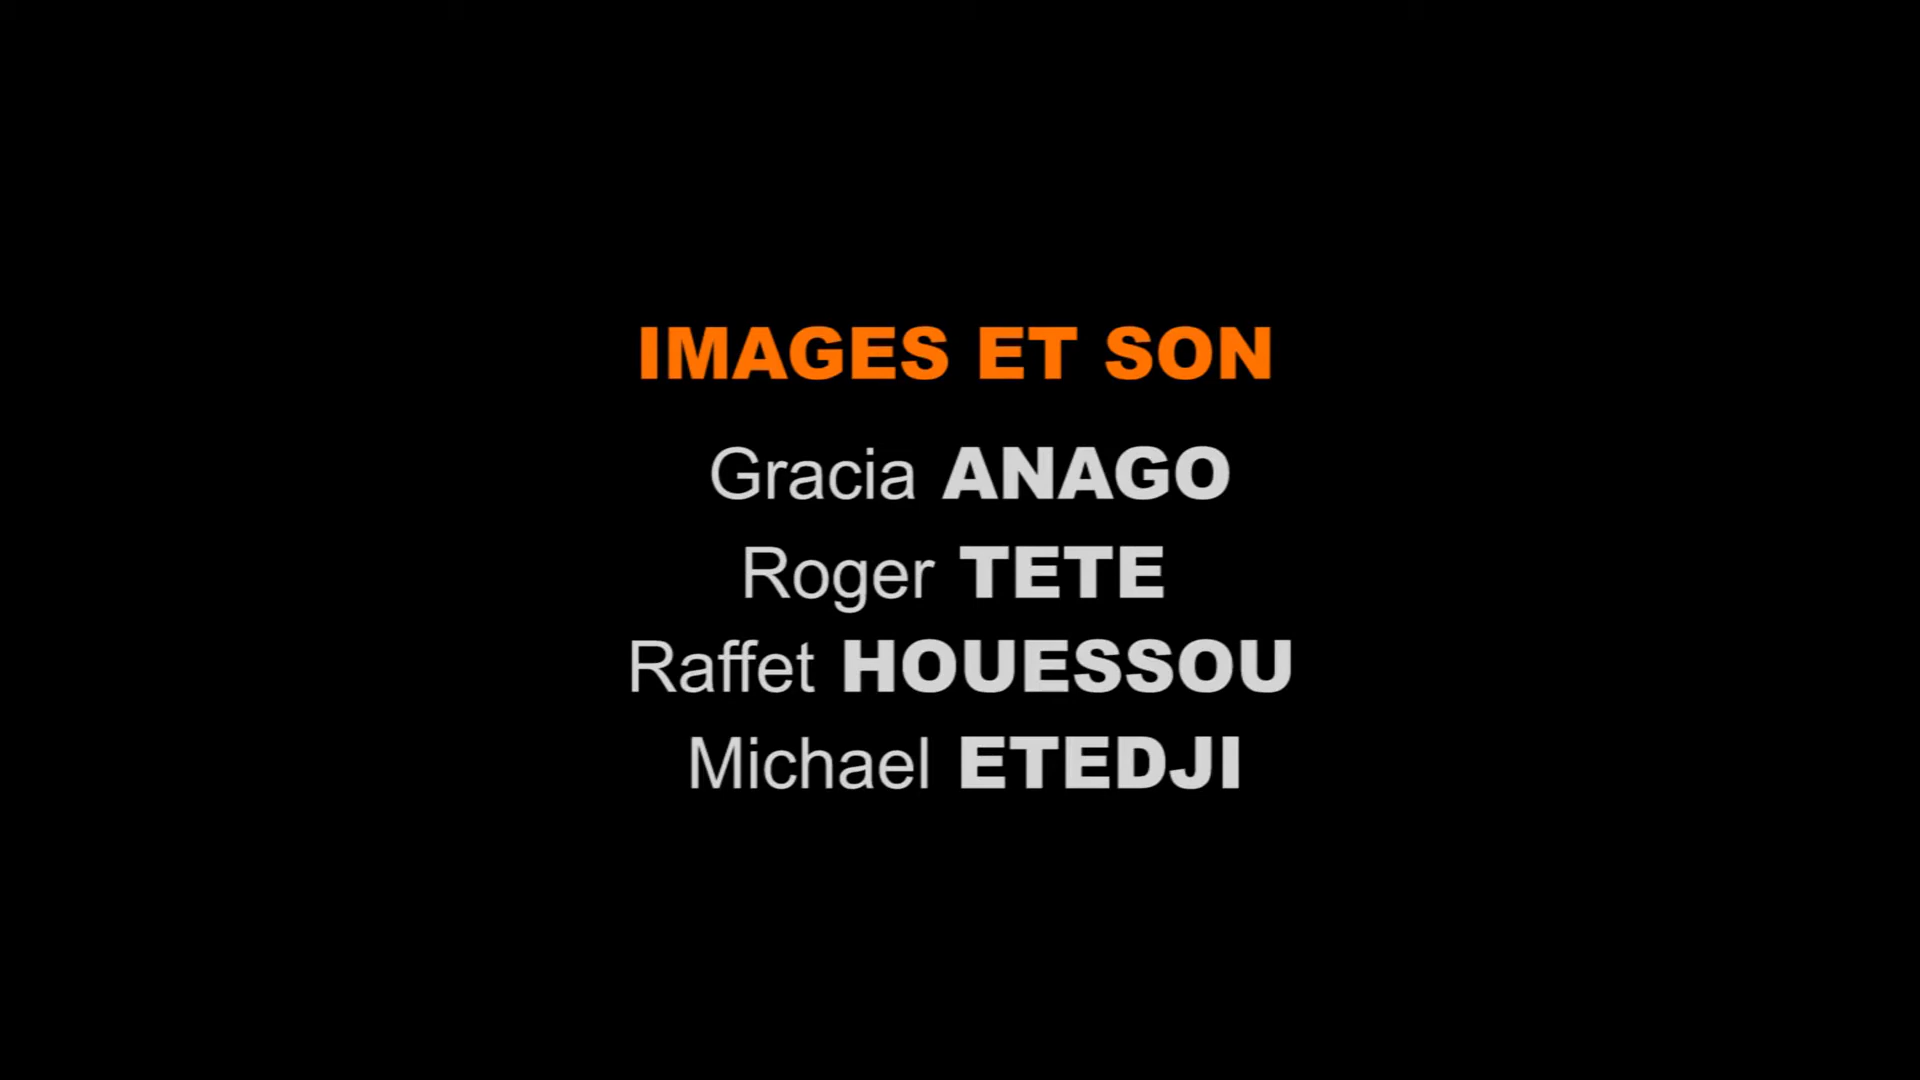 IMAGES ET SON
Gracia ANAGO
Roger TETE
Raffet HOUESSOU
Michael ETEDJI